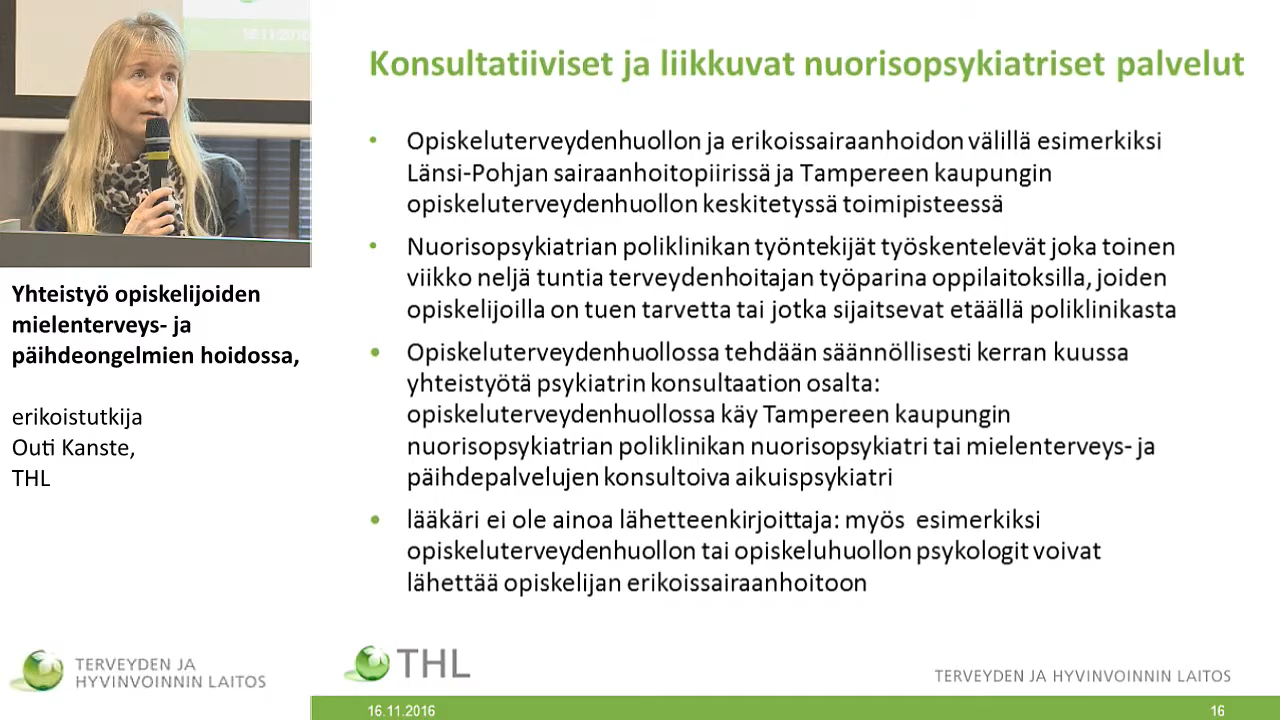 16.11.2016
Konsultatiiviset ja liikkuvat nuorisopsykiatriset palvelut
• Opiskeluterveydenhuollon ja erikoissairaanhoidon välillä esimerkiksi
Länsi-Pohjan sairaanhoitopiirissä ja Tampereen kaupungin
opiskeluterveydenhuollon keskitetyssä toimipisteessä
• Nuorisopsykiatrian poliklinikan työntekijät työskentelevät joka toinen
viikko neljä tuntia terveydenhoitajan työparina oppilaitoksilla, joiden
opiskelijoilla on tuen tarvetta tai jotka sijaitsevat etäällä poliklinikasta
• Opiskeluterveydenhuollossa tehdään säännöllisesti kerran kuussa
yhteistyötä psykiatrin konsultaation osalta:
opiskeluterveydenhuollossa käy Tampereen kaupungin
nuorisopsykiatrian poliklinikan nuorisopsykiatri tai mielenterveys- ja
päihdepalvelujen konsultoiva aikuispsykiatri
• lääkäri ei ole ainoa lähetteenkirjoittaja: myös esimerkiksi
opiskeluterveydenhuollon tai opiskeluhuollon psykologit voivat
lähettää opiskelijan erikoissairaanhoitoon
Yhteistyö opiskelijoiden
mielenterveys- ja
päihdeongelmien hoidossa,
erikoistutkija
Outi Kanste,
THL
TERVEYDEN JA
HYVINVOINNIN LAITOS
THL
TERVEYDEN JA HYVINVOINNIN LAITOS
16.11.2016
16